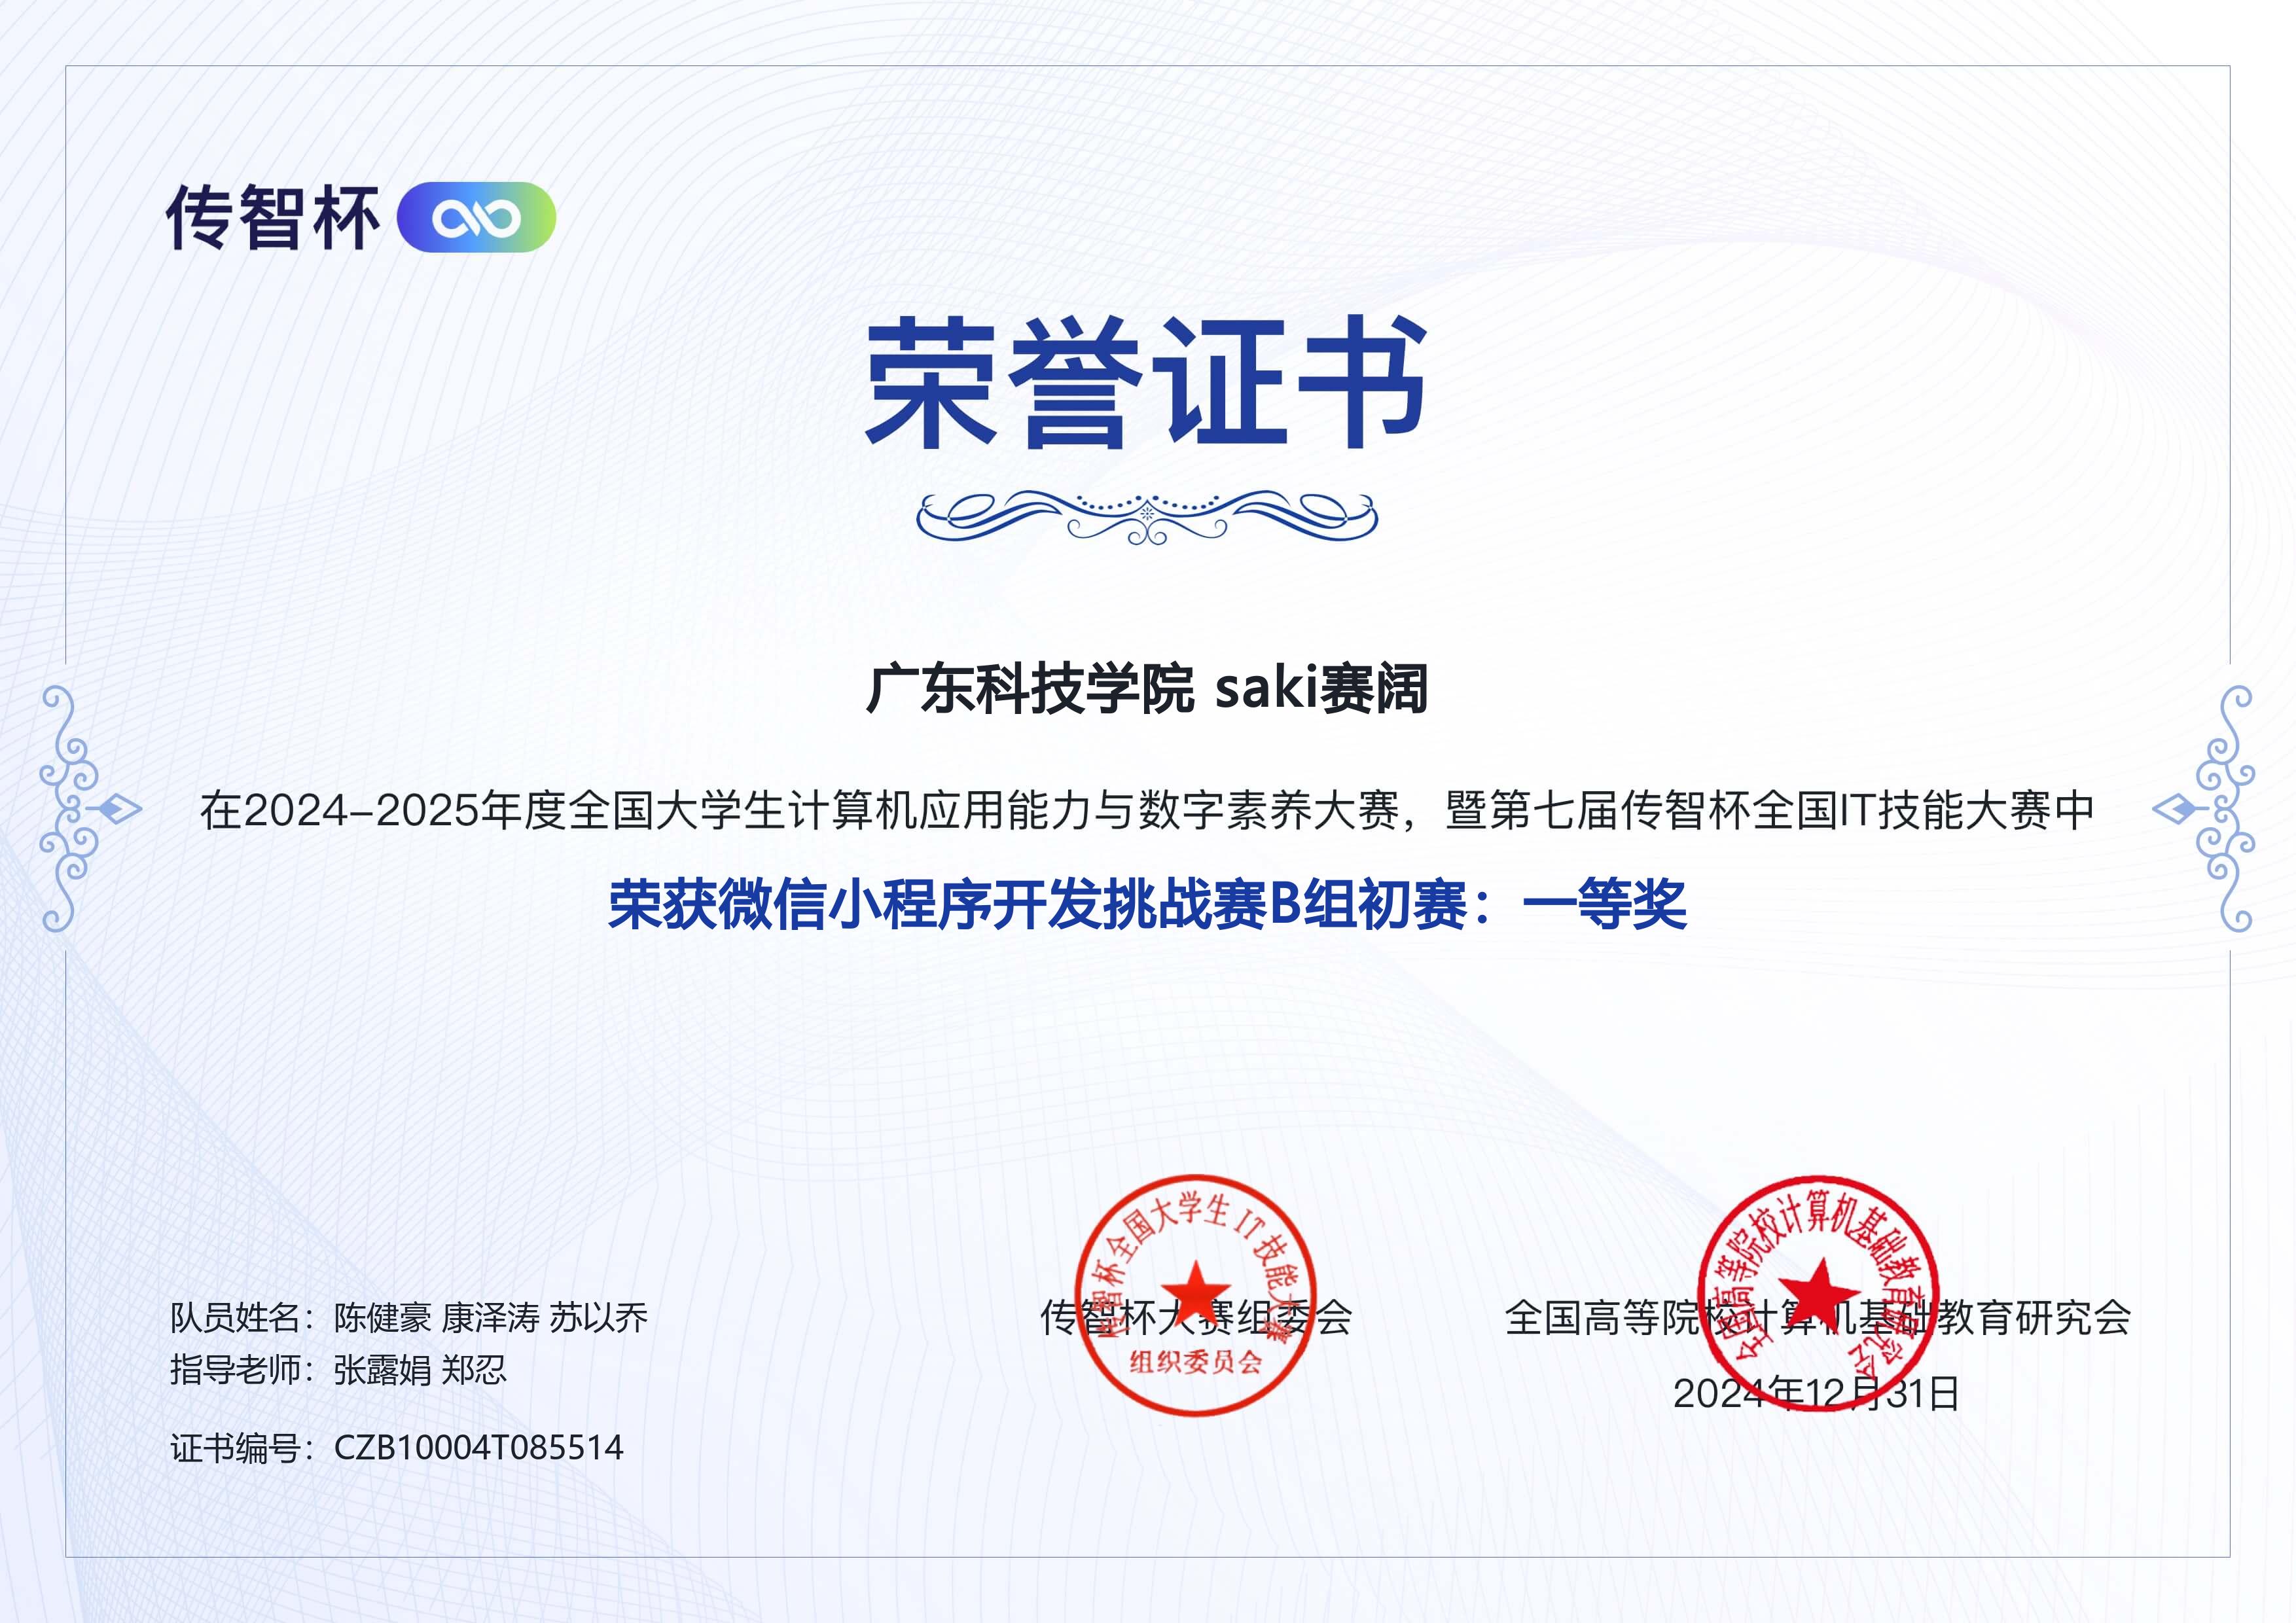 传智杯
荣誉证书
广东科技学院 saki赛阔
在2024-2025年度全国大学生计算机应用能力与数字素养大赛，暨第七届传智杯全国IT技能大赛中
荣获微信小程序开发挑战赛B组初赛：一等奖
队员姓名：陈健豪 康泽涛 苏以乔
指导老师：张露娟 郑忍
证书编号：CZB10004T085514
传智杯大赛组委会
传智杯全国大学生IT技能大赛
组织委员会
全国高等院校计算机基础教育研究会
全国高等院校计算机基础教育研究会
2024年12月31日